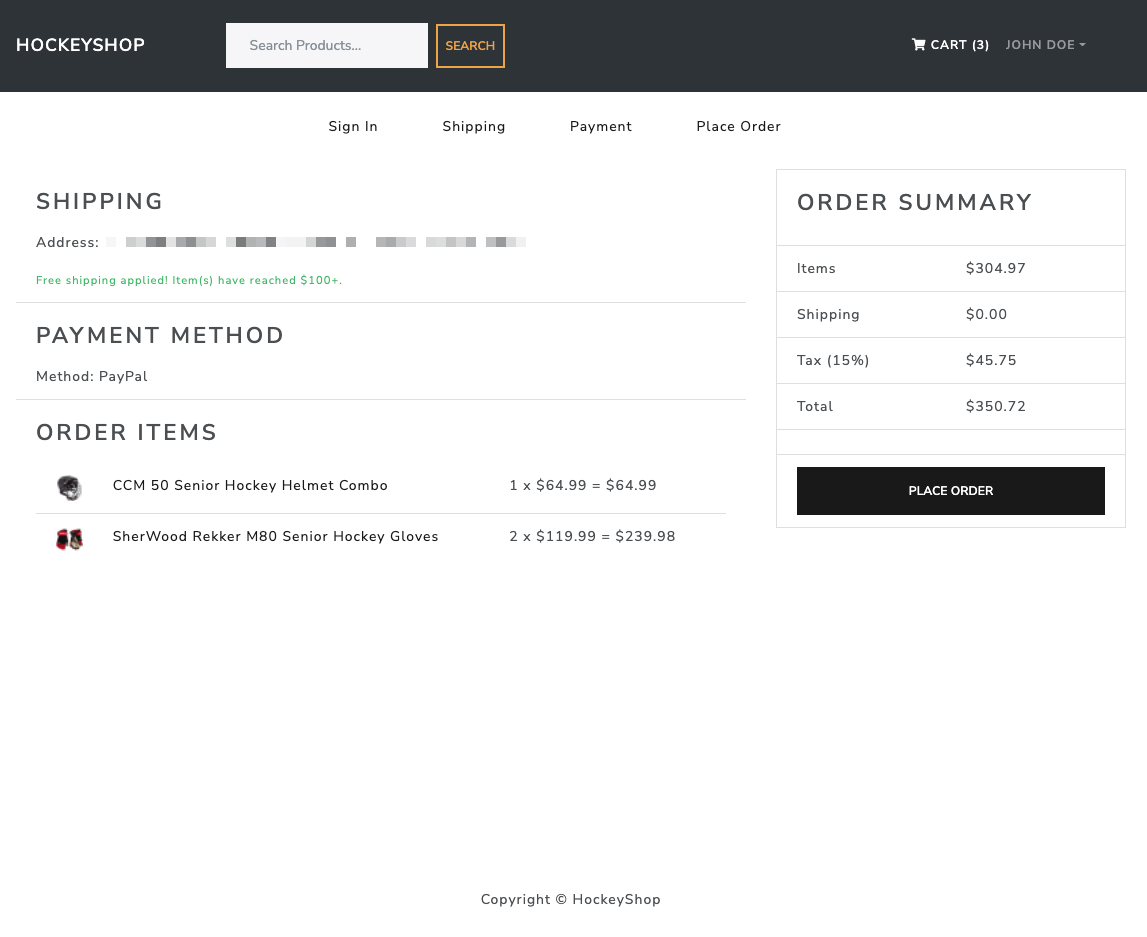 HOCKEYSHOP
Search Products...
SEARCH
CART (3)
JOHN DOE
Sign In
Shipping
Payment
Place Order
SHIPPING
Address:
Free shipping applied! Item(s) have reached $100+.
PAYMENT METHOD
Method: PayPal
ORDER ITEMS
CCM 50 Senior Hockey Helmet Combo 1 x $64.99 = $64.99
SherWood Rekker M80 Senior Hockey Gloves 2 x $119.99 = $239.98
ORDER SUMMARY
Items $304.97
Shipping $0.00
Tax (15%) $45.75
Total $350.72
PLACE ORDER
Copyright © HockeyShop